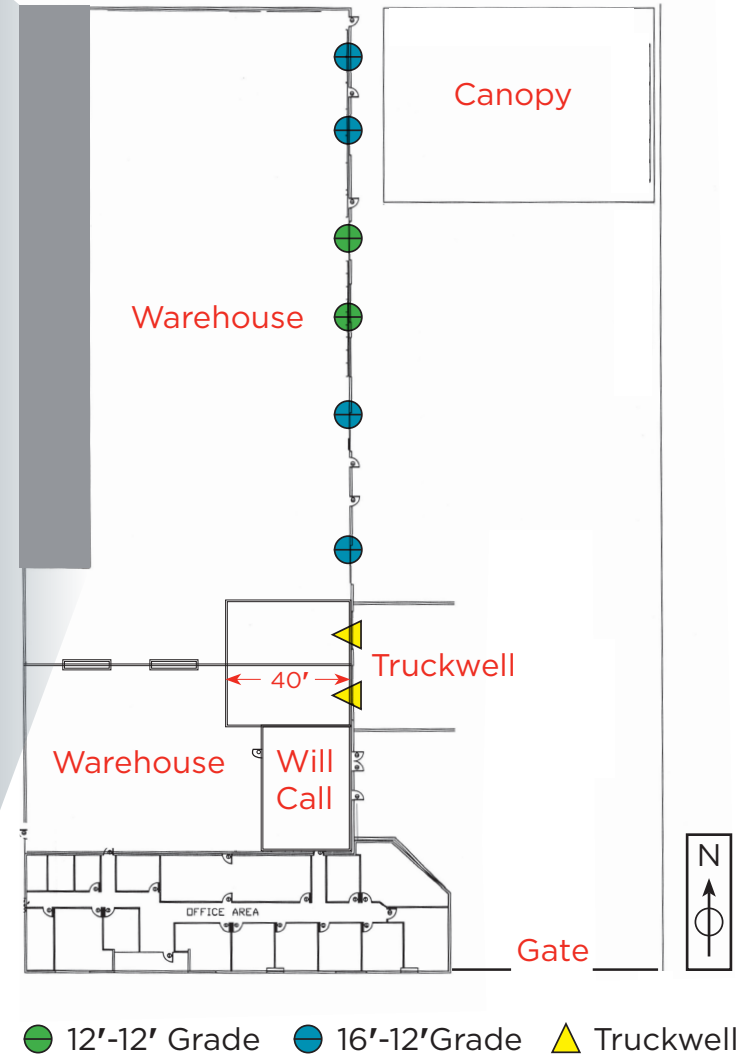 Canopy
Warehouse
Truckwell
40′
Warehouse
Will
Call
OFFICE AREA
N
Gate
12′-12′ Grade
16′-12′Grade
Truckwell